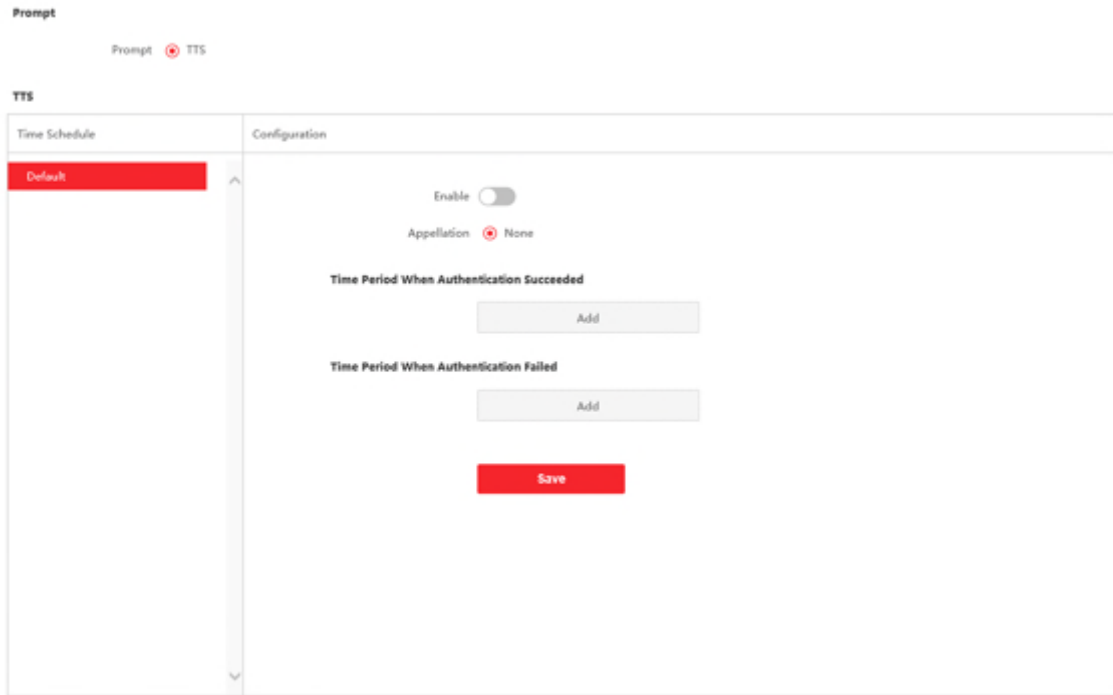 Prompt
Prompt TTS
TTS
Time Schedule Configuration
Default
Enable
Appellation None
Time Period When Authentication Succeeded
Add
Time Period When Authentication Failed
Add
Save